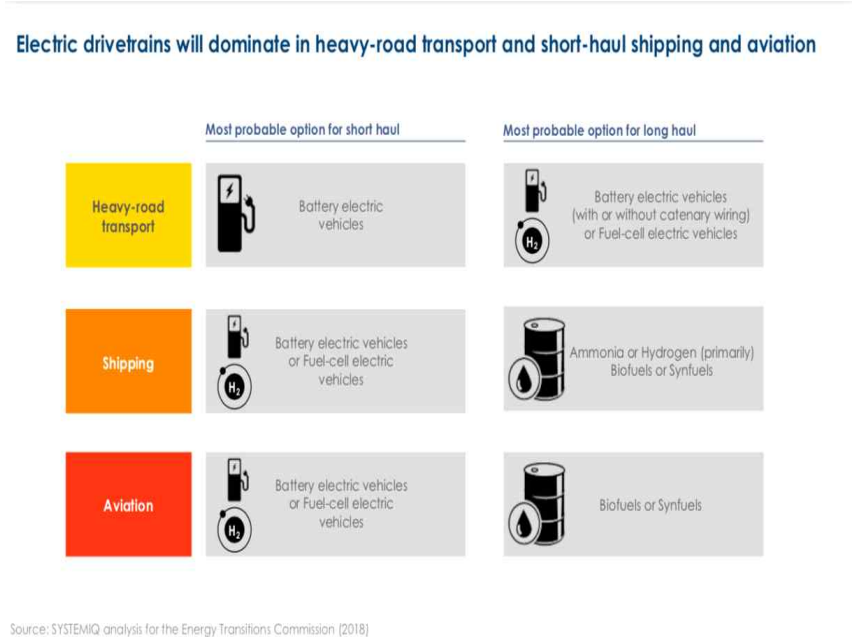 Electric drivetrains will dominate in heavy-road transport and short-haul shipping and aviation
Most probable option for short haul
Most probable option for long haul
Heavy-road
transport
Battery electric
vehicles
Battery electric vehicles
(with or without catenary wiring)
or Fuel-cell electric vehicles
H2
Shipping
Battery electric vehicles
or Fuel-cell electric
vehicles
H2
Ammonia or Hydrogen (primarily)
Biofuels or Synfuels
Aviation
Battery electric vehicles
or Fuel-cell electric
vehicles
H2
Biofuels or Synfuels
Source: SYSTEMIQ analysis for the Energy Transitions Commission (2018)